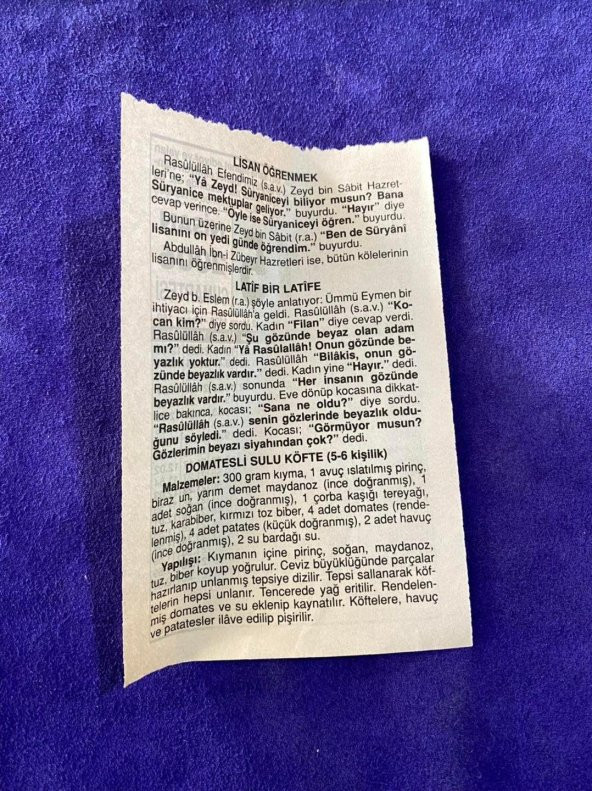 LİSAN ÖĞRENMEK
Rasûlüllâh Efendimiz (s.a.v.) Zeyd bin Sâbit Hazret-
leri'ne; "Yâ Zeyd! Süryaniceyi biliyor musun? Bana
Süryanice mektuplar geliyor." buyurdu. "Hayır" diye
cevap verince. "Öyle ise Süryaniceyi öğren." buyurdu.
Bunun üzerine Zeyd bin Sâbit (r.a.) "Ben de Süryâni
lisanını on yedi günde öğrendim." buyurdu.
Abdullâh İbn-i Zübeyr Hazretleri ise, bütün kölelerinin
lisanını öğrenmişlerdir.
LATİF BİR LATİFE
Zeyd b. Eslem (r.a.) şöyle anlatıyor: Ümmü Eymen bir
ihtiyacı için Rasûlüllâh'a geldi. Rasûlüllâh (s.a.v.) "Ko-
can kim?" diye sordu. Kadın "Filan" diye cevap verdi.
Rasûlüllâh (s.a.v.) "Şu gözünde beyaz olan adam
mı?" dedi. Kadın "Yâ Rasûlallâh! Onun gözünde be-
yazlık yoktur." dedi. Rasûlüllâh "Bilâkis, onun gö-
zünde beyazlık vardır." dedi. Kadın yine "Hayır." dedi.
Rasûlüllâh (s.a.v.) sonunda "Her insanın gözünde
beyazlık vardır." buyurdu. Eve dönüp kocasına dikkat-
lice bakınca, kocası; "Sana ne oldu?" diye sordu.
"Rasûlüllâh (s.a.v.) senin gözlerinde beyazlık oldu-
ğunu söyledi." dedi. Kocası; "Görmüyor musun?
Gözlerimin beyazı siyahından çok?" dedi.
DOMATESLİ SULU KÖFTE (5-6 kişilik)
Malzemeler: 300 gram kıyma, 1 avuç ıslatılmış pirinç,
biraz un, yarım demet maydanoz (ince doğranmış), 1
adet soğan (ince doğranmış), 1 çorba kaşığı tereyağı,
tuz, karabiber, kırmızı toz biber, 4 adet domates (rende-
lenmiş), 4 adet patates (küçük doğranmış), 2 adet havuç
(ince doğranmış), 2 su bardağı su.
Yapılışı: Kıymanın içine pirinç, soğan, maydanoz,
tuz, biber koyup yoğrulur. Ceviz büyüklüğünde parçalar
hazırlanıp unlanmış tepsiye dizilir. Tepsi sallanarak köf-
telerin hepsi unlanır. Tencerede yağ eritilir. Rendelen-
miş domates ve su eklenip kaynatılır. Köftelere, havuç
ve patatesler ilâve edilip pişirilir.